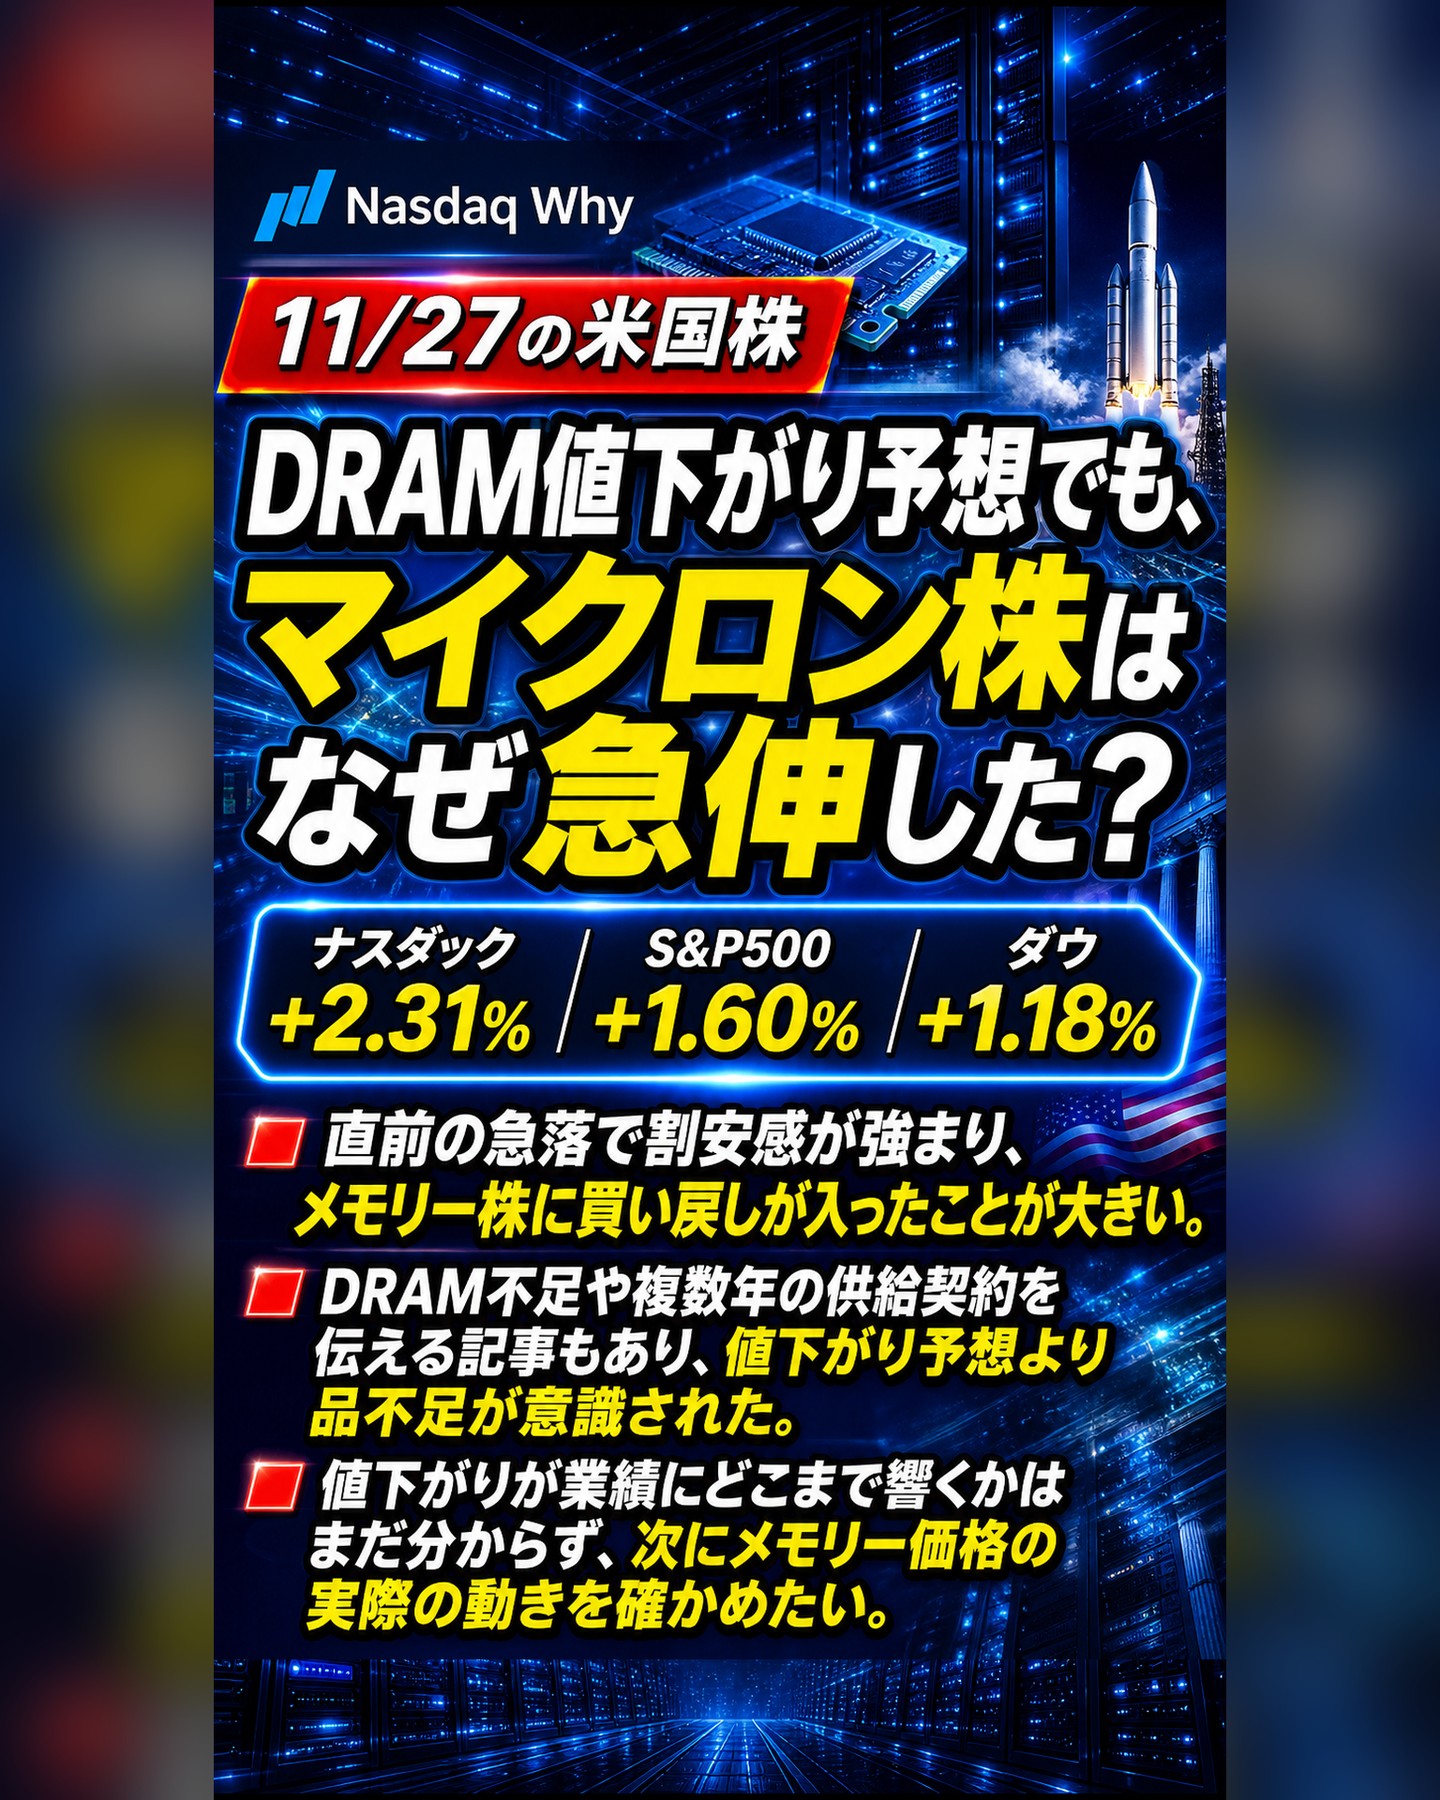 Nasdaq Why
11/27の米国株
DRAM値下がり予想でも、
マイクロン株は
なぜ急伸した?
ナスダック
+2.31%
S&P500
+1.60%
ダウ
+1.18%
直前の急落で割安感が強まり、
メモリー株に買い戻しが入ったことが大きい。
DRAM不足や複数年の供給契約を
伝える記事もあり、値下がり予想より
品不足が意識された。
値下がりが業績にどこまで響くかは
まだ分からず、次にメモリー価格の
実際の動きを確かめたい。